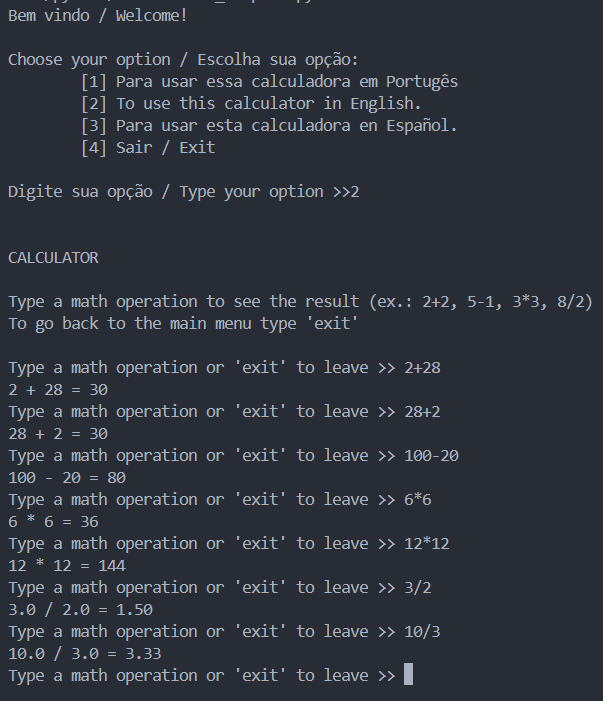 Bem vindo / Welcome!
Choose your option / Escolha sua opção:
[1] Para usar essa calculadora em Portugês
[2] To use this calculator in English.
[3] Para usar esta calculadora en Español.
[4] Sair / Exit
Digite sua opção / Type your option >>2
CALCULATOR
Type a math operation to see the result (ex.: 2+2, 5-1, 3*3, 8/2)
To go back to the main menu type 'exit'
Type a math operation or 'exit' to leave >> 2+28
2 + 28 = 30
Type a math operation or 'exit' to leave >> 28+2
28 + 2 = 30
Type a math operation or 'exit' to leave >> 100-20
100 - 20 = 80
Type a math operation or 'exit' to leave >> 6*6
6 * 6 = 36
Type a math operation or 'exit' to leave >> 12*12
12 * 12 = 144
Type a math operation or 'exit' to leave >> 3/2
3.0 / 2.0 = 1.50
Type a math operation or 'exit' to leave >> 10/3
10.0 / 3.0 = 3.33
Type a math operation or 'exit' to leave >>